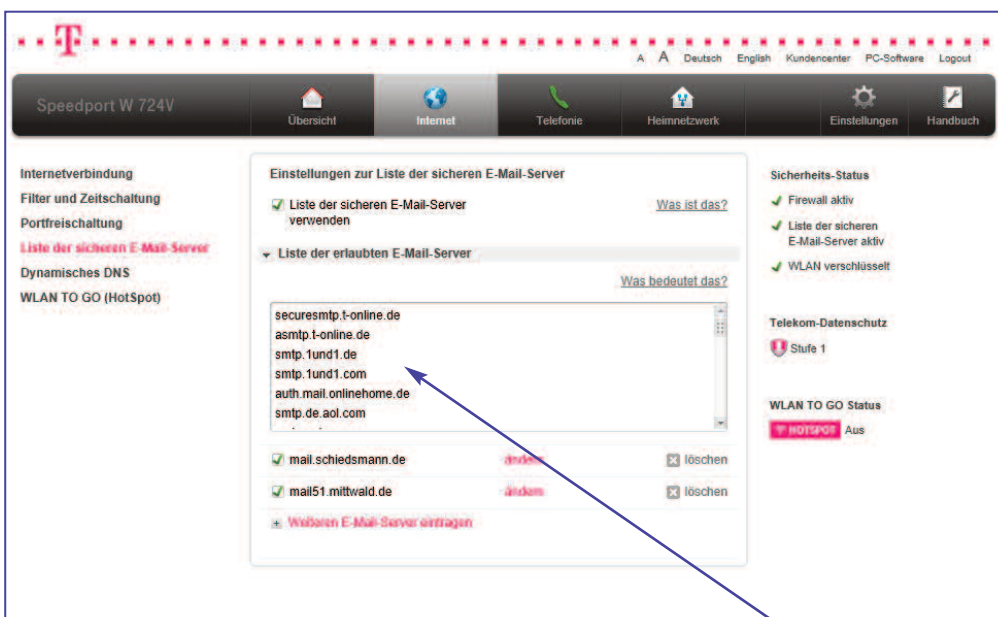 T
A A Deutsch English Kundencenter PC-Software Logout
Speedport W 724V
Übersicht
Internet
Telefonie
Heimnetzwerk
Einstellungen
Handbuch
Internetverbindung
Filter und Zeitschaltung
Portfreischaltung
Liste der sicheren E-Mail-Server
Dynamisches DNS
WLAN TO GO (HotSpot)
Einstellungen zur Liste der sicheren E-Mail-Server
Liste der sicheren E-Mail-Server
verwenden
Was ist das?
Liste der erlaubten E-Mail-Server
Was bedeutet das?
securesmtp.t-online.de
asmtp.t-online.de
smtp.1und1.de
smtp.1und1.com
auth.mail.onlinehome.de
smtp.de.aol.com
mail.schiedsmann.de ändern löschen
mail51.mittwald.de ändern löschen
Weiteren E-Mail-Server eintragen
Sicherheits-Status
Firewall aktiv
Liste der sicheren
E-Mail-Server aktiv
WLAN verschlüsselt
Telekom-Datenschutz
Stufe 1
WLAN TO GO Status
HOTSPOT Aus